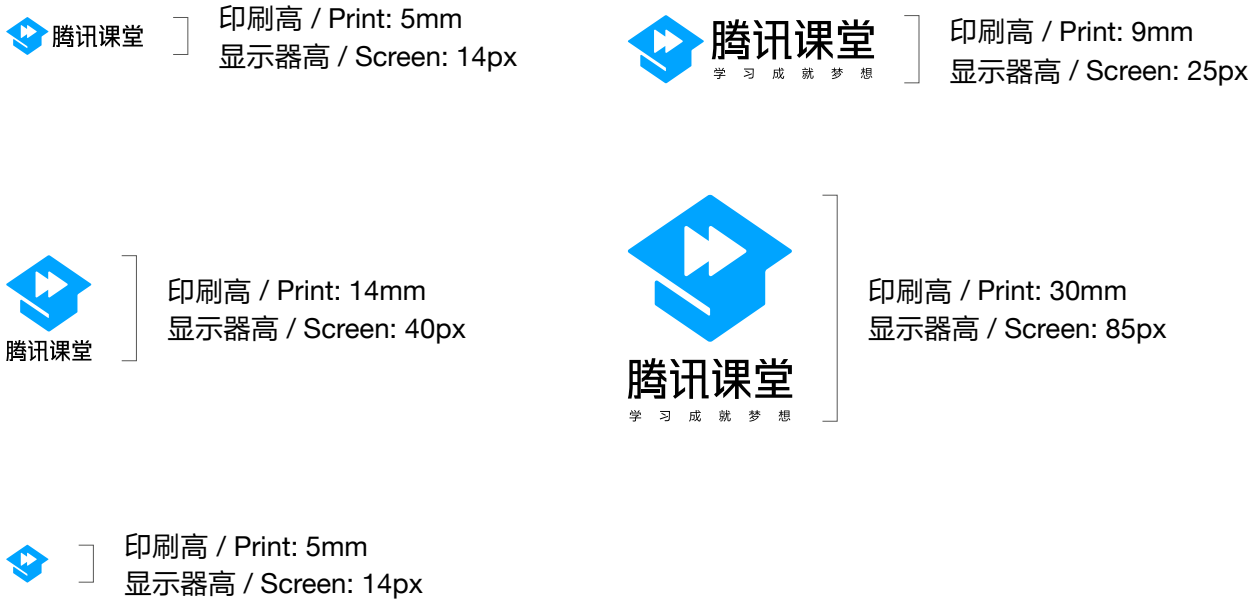 腾讯课堂
印刷高 / Print: 5mm
显示器高 / Screen: 14px
腾讯课堂
学习成就梦想
印刷高 / Print: 9mm
显示器高 / Screen: 25px
腾讯课堂
印刷高 / Print: 14mm
显示器高 / Screen: 40px
腾讯课堂
学习成就梦想
印刷高 / Print: 30mm
显示器高 / Screen: 85px
印刷高 / Print: 5mm
显示器高 / Screen: 14px